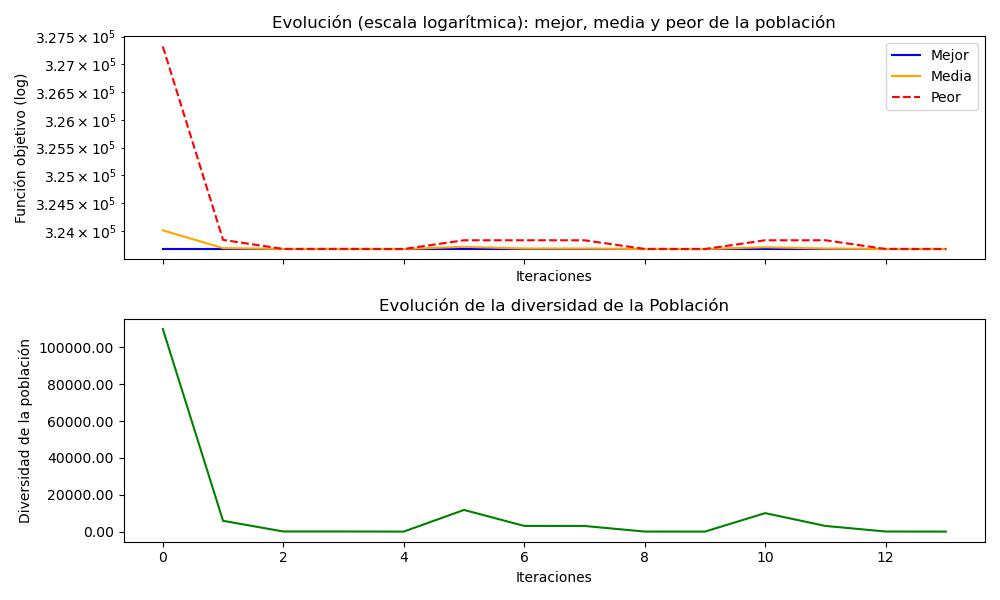 Evolución (escala logarítmica): mejor, media y peor de la población
Función objetivo (log)
3.275 × 10⁵
3.27 × 10⁵
3.265 × 10⁵
3.26 × 10⁵
3.255 × 10⁵
3.25 × 10⁵
3.245 × 10⁵
3.24 × 10⁵
Mejor
Media
Peor
Iteraciones
Evolución de la diversidad de la Población
Diversidad de la población
100000.00
80000.00
60000.00
40000.00
20000.00
0.00
0 2 4 6 8 10 12
Iteraciones